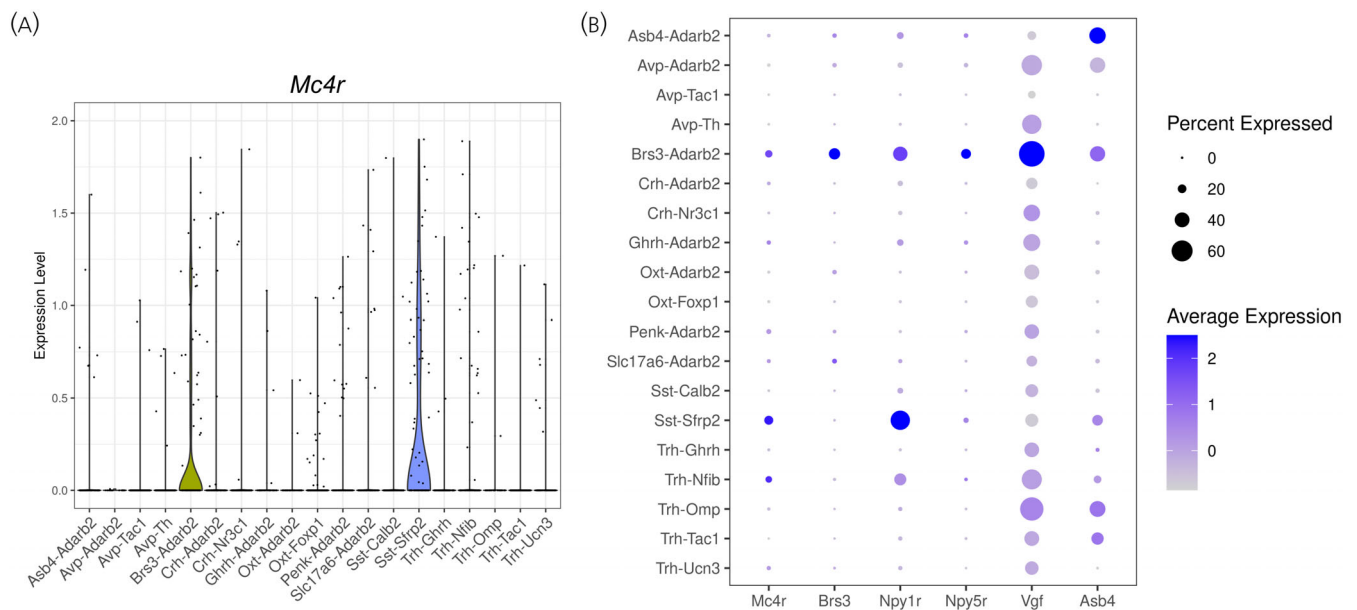 (A)
Mc4r
Expression Level
2.0
1.5
1.0
0.5
0.0
Asb4-Adarb2
Avp-Adarb2
Avp-Tac1
Avp-Th
Brs3-Adarb2
Crh-Adarb2
Crh-Nr3c1
Ghrh-Adarb2
Oxt-Adarb2
Oxt-Foxp1
Penk-Adarb2
Slc17a6-Adarb2
Sst-Calb2
Sst-Sfrp2
Trh-Ghrh
Trh-Nfib
Trh-Omp
Trh-Tac1
Trh-Ucn3
(B)
Asb4-Adarb2
Avp-Adarb2
Avp-Tac1
Avp-Th
Brs3-Adarb2
Crh-Adarb2
Crh-Nr3c1
Ghrh-Adarb2
Oxt-Adarb2
Oxt-Foxp1
Penk-Adarb2
Slc17a6-Adarb2
Sst-Calb2
Sst-Sfrp2
Trh-Ghrh
Trh-Nfib
Trh-Omp
Trh-Tac1
Trh-Ucn3
Mc4r Brs3 Npy1r Npy5r Vgf Asb4
Percent Expressed
0
20
40
60
Average Expression
2
1
0